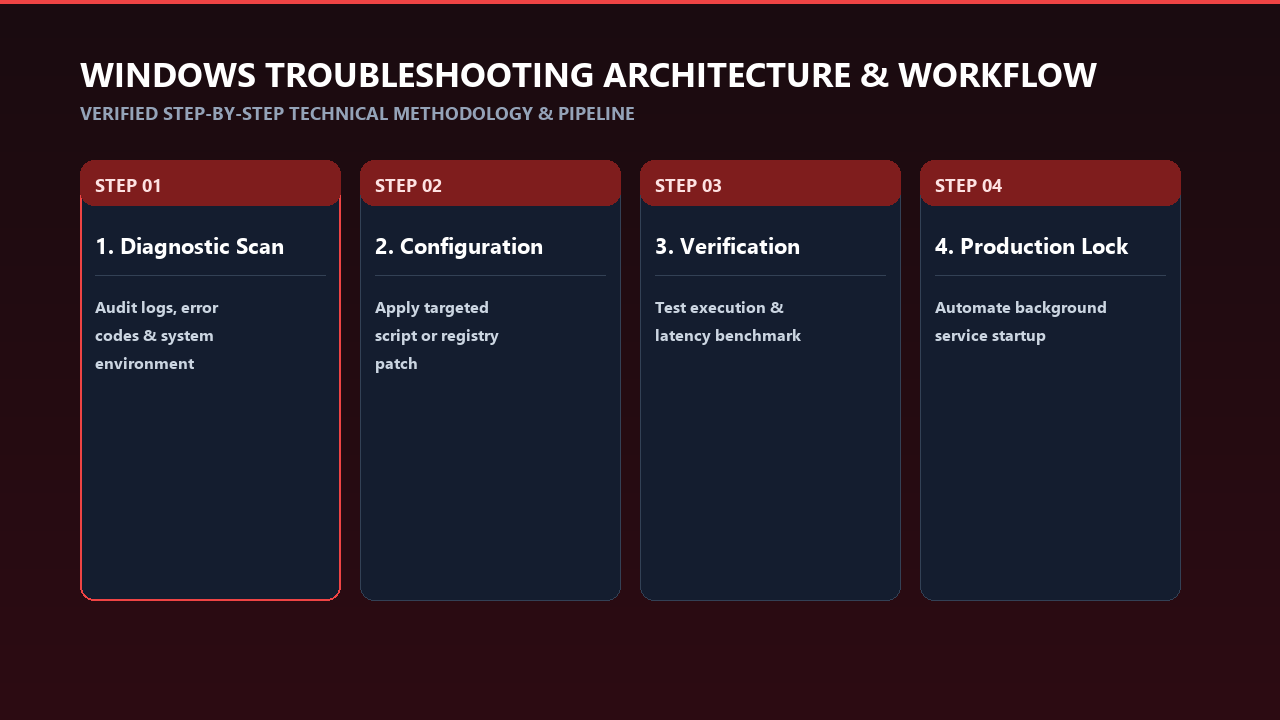 WINDOWS TROUBLESHOOTING ARCHITECTURE & WORKFLOW
VERIFIED STEP-BY-STEP TECHNICAL METHODOLOGY & PIPELINE
STEP 01
1. Diagnostic Scan
Audit logs, error
codes & system
environment
STEP 02
2. Configuration
Apply targeted
script or registry
patch
STEP 03
3. Verification
Test execution &
latency benchmark
STEP 04
4. Production Lock
Automate background
service startup